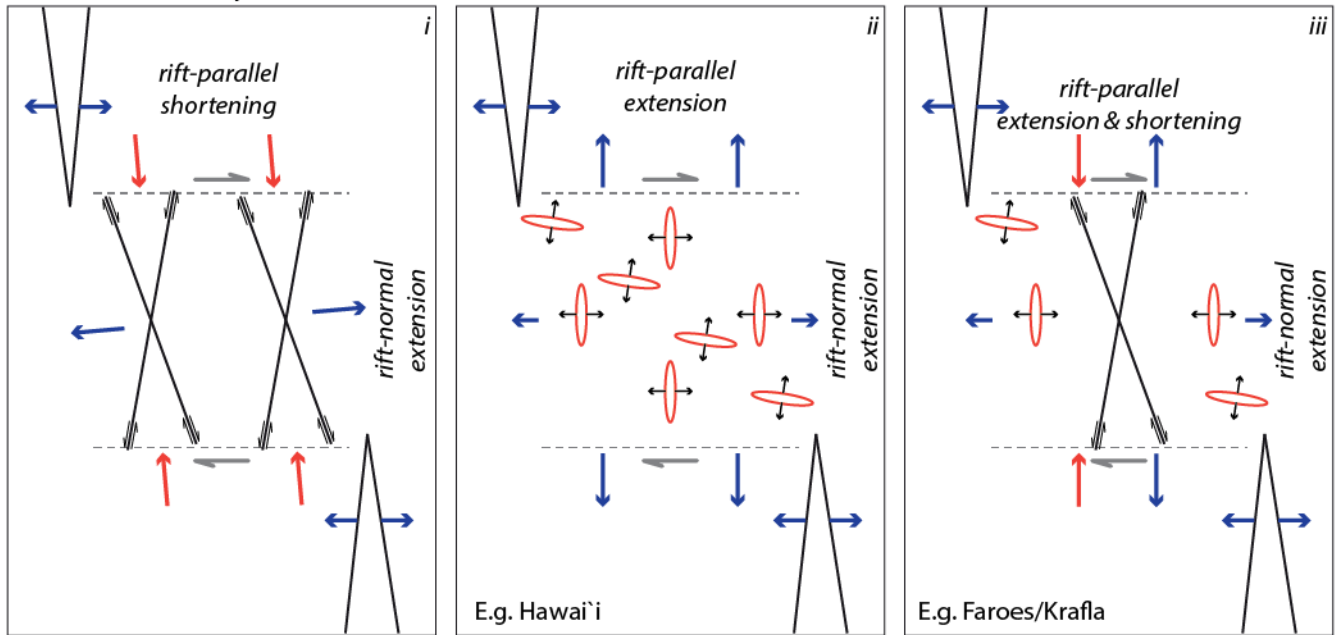 i
rift-parallel
shortening
rift-normal
extension
ii
rift-parallel
extension
rift-normal
extension
E.g. Hawai`i
iii
rift-parallel
extension & shortening
rift-normal
extension
E.g. Faroes/Krafla